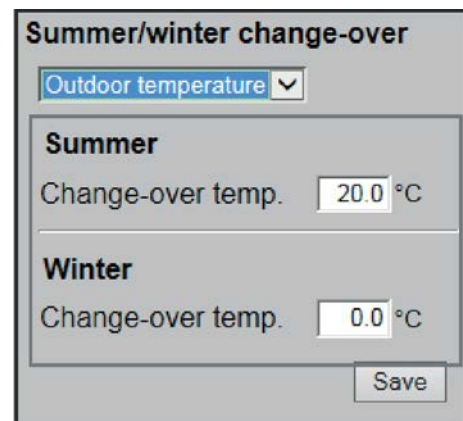 Summer/winter change-over
Outdoor temperature
Summer
Change-over temp. 20.0 °C
Winter
Change-over temp. 0.0 °C
Save